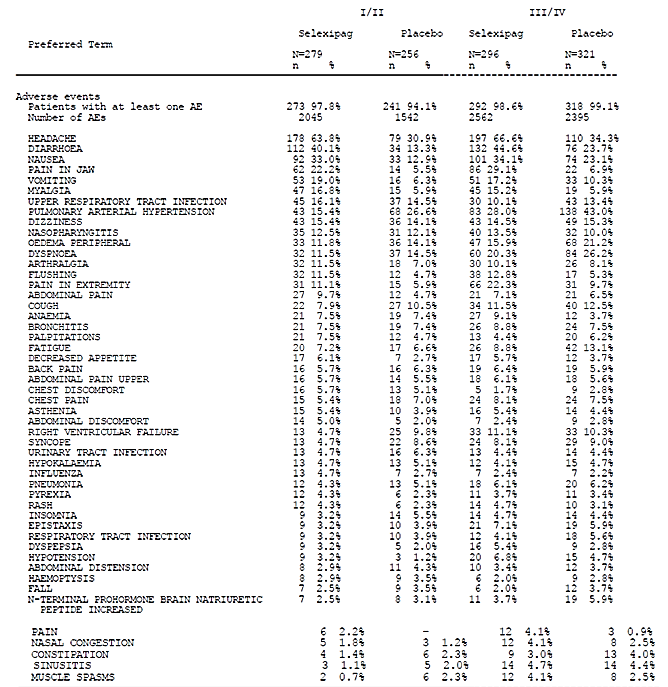 I/II III/IV
Selexipag Placebo Selexipag Placebo
Preferred Term
N=279 N=256 N=296 N=321
n % n % n % n %
Adverse events
Patients with at least one AE 273 97.8% 241 94.1% 292 98.6% 318 99.1%
Number of AEs 2045 1542 2562 2395
HEADACHE 178 63.8% 79 30.9% 197 66.6% 110 34.3%
DIARRHOEA 112 40.1% 34 13.3% 132 44.6% 76 23.7%
NAUSEA 92 33.0% 33 12.9% 101 34.1% 74 23.1%
PAIN IN JAW 62 22.2% 14 5.5% 86 29.1% 22 6.9%
VOMITING 53 19.0% 16 6.3% 51 17.2% 33 10.3%
MYALGIA 47 16.8% 15 5.9% 45 15.2% 19 5.9%
UPPER RESPIRATORY TRACT INFECTION 45 16.1% 37 14.5% 30 10.1% 43 13.4%
PULMONARY ARTERIAL HYPERTENSION 43 15.4% 68 26.6% 83 28.0% 138 43.0%
DIZZINESS 43 15.4% 36 14.1% 43 14.5% 49 15.3%
NASOPHARYNGITIS 35 12.5% 31 12.1% 40 13.5% 32 10.0%
OEDEMA PERIPHERAL 33 11.8% 36 14.1% 47 15.9% 68 21.2%
DYSPNOEA 32 11.5% 37 14.5% 60 20.3% 84 26.2%
ARTHRALGIA 32 11.5% 18 7.0% 30 10.1% 26 8.1%
FLUSHING 32 11.5% 12 4.7% 38 12.8% 17 5.3%
PAIN IN EXTREMITY 31 11.1% 15 5.9% 66 22.3% 31 9.7%
ABDOMINAL PAIN 27 9.7% 12 4.7% 21 7.1% 21 6.5%
COUGH 22 7.9% 27 10.5% 34 11.5% 40 12.5%
ANAEMIA 21 7.5% 19 7.4% 27 9.1% 12 3.7%
BRONCHITIS 21 7.5% 19 7.4% 26 8.8% 24 7.5%
PALPITATIONS 21 7.5% 12 4.7% 13 4.4% 20 6.2%
FATIGUE 20 7.2% 17 6.6% 26 8.8% 42 13.1%
DECREASED APPETITE 17 6.1% 7 2.7% 17 5.7% 12 3.7%
BACK PAIN 16 5.7% 16 6.3% 19 6.4% 19 5.9%
ABDOMINAL PAIN UPPER 16 5.7% 14 5.5% 18 6.1% 18 5.6%
CHEST DISCOMFORT 16 5.7% 13 5.1% 5 1.7% 9 2.8%
CHEST PAIN 15 5.4% 18 7.0% 24 8.1% 24 7.5%
ASTHENIA 15 5.4% 10 3.9% 16 5.4% 14 4.4%
ABDOMINAL DISCOMFORT 14 5.0% 5 2.0% 7 2.4% 9 2.8%
RIGHT VENTRICULAR FAILURE 13 4.7% 25 9.8% 33 11.1% 33 10.3%
SYNCOPE 13 4.7% 22 8.6% 24 8.1% 29 9.0%
URINARY TRACT INFECTION 13 4.7% 16 6.3% 13 4.4% 14 4.4%
HYPOKALAEMIA 13 4.7% 13 5.1% 12 4.1% 15 4.7%
INFLUENZA 13 4.7% 7 2.7% 7 2.4% 7 2.2%
PNEUMONIA 12 4.3% 13 5.1% 18 6.1% 20 6.2%
PYREXIA 12 4.3% 6 2.3% 11 3.7% 11 3.4%
RASH 12 4.3% 6 2.3% 14 4.7% 10 3.1%
INSOMNIA 9 3.2% 14 5.5% 14 4.7% 14 4.4%
EPISTAXIS 9 3.2% 10 3.9% 21 7.1% 19 5.9%
RESPIRATORY TRACT INFECTION 9 3.2% 10 3.9% 12 4.1% 18 5.6%
DYSPEPSIA 9 3.2% 5 2.0% 16 5.4% 9 2.8%
HYPOTENSION 9 3.2% 3 1.2% 20 6.8% 15 4.7%
ABDOMINAL DISTENSION 8 2.9% 11 4.3% 10 3.4% 12 3.7%
HAEMOPTYSIS 8 2.9% 9 3.5% 6 2.0% 9 2.8%
FALL 7 2.5% 9 3.5% 6 2.0% 12 3.7%
N-TERMINAL PROHORMONE BRAIN NATRIURETIC 7 2.5% 8 3.1% 11 3.7% 19 5.9%
PEPTIDE INCREASED
PAIN 6 2.2% - 12 4.1% 3 0.9%
NASAL CONGESTION 5 1.8% 3 1.2% 12 4.1% 8 2.5%
CONSTIPATION 4 1.4% 6 2.3% 9 3.0% 13 4.0%
SINUSITIS 3 1.1% 5 2.0% 14 4.7% 14 4.4%
MUSCLE SPASMS 2 0.7% 6 2.3% 12 4.1% 8 2.5%